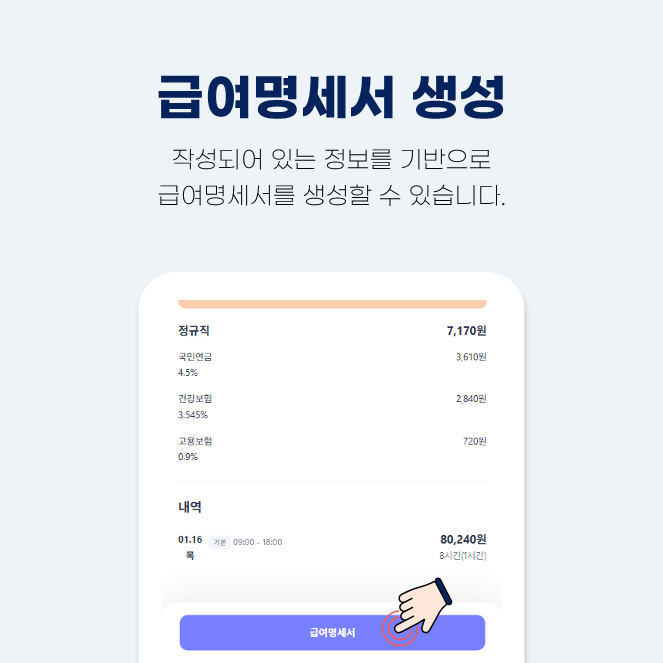 급여명세서 생성
작성되어 있는 정보를 기반으로
급여명세서를 생성할 수 있습니다.
정규직 7,170원
국민연금 3,610원
4.5%
건강보험 2,840원
3.545%
고용보험 720원
0.9%
내역
01.16 기본 09:00 - 18:00 80,240원
목 8시간(1시간)
급여명세서